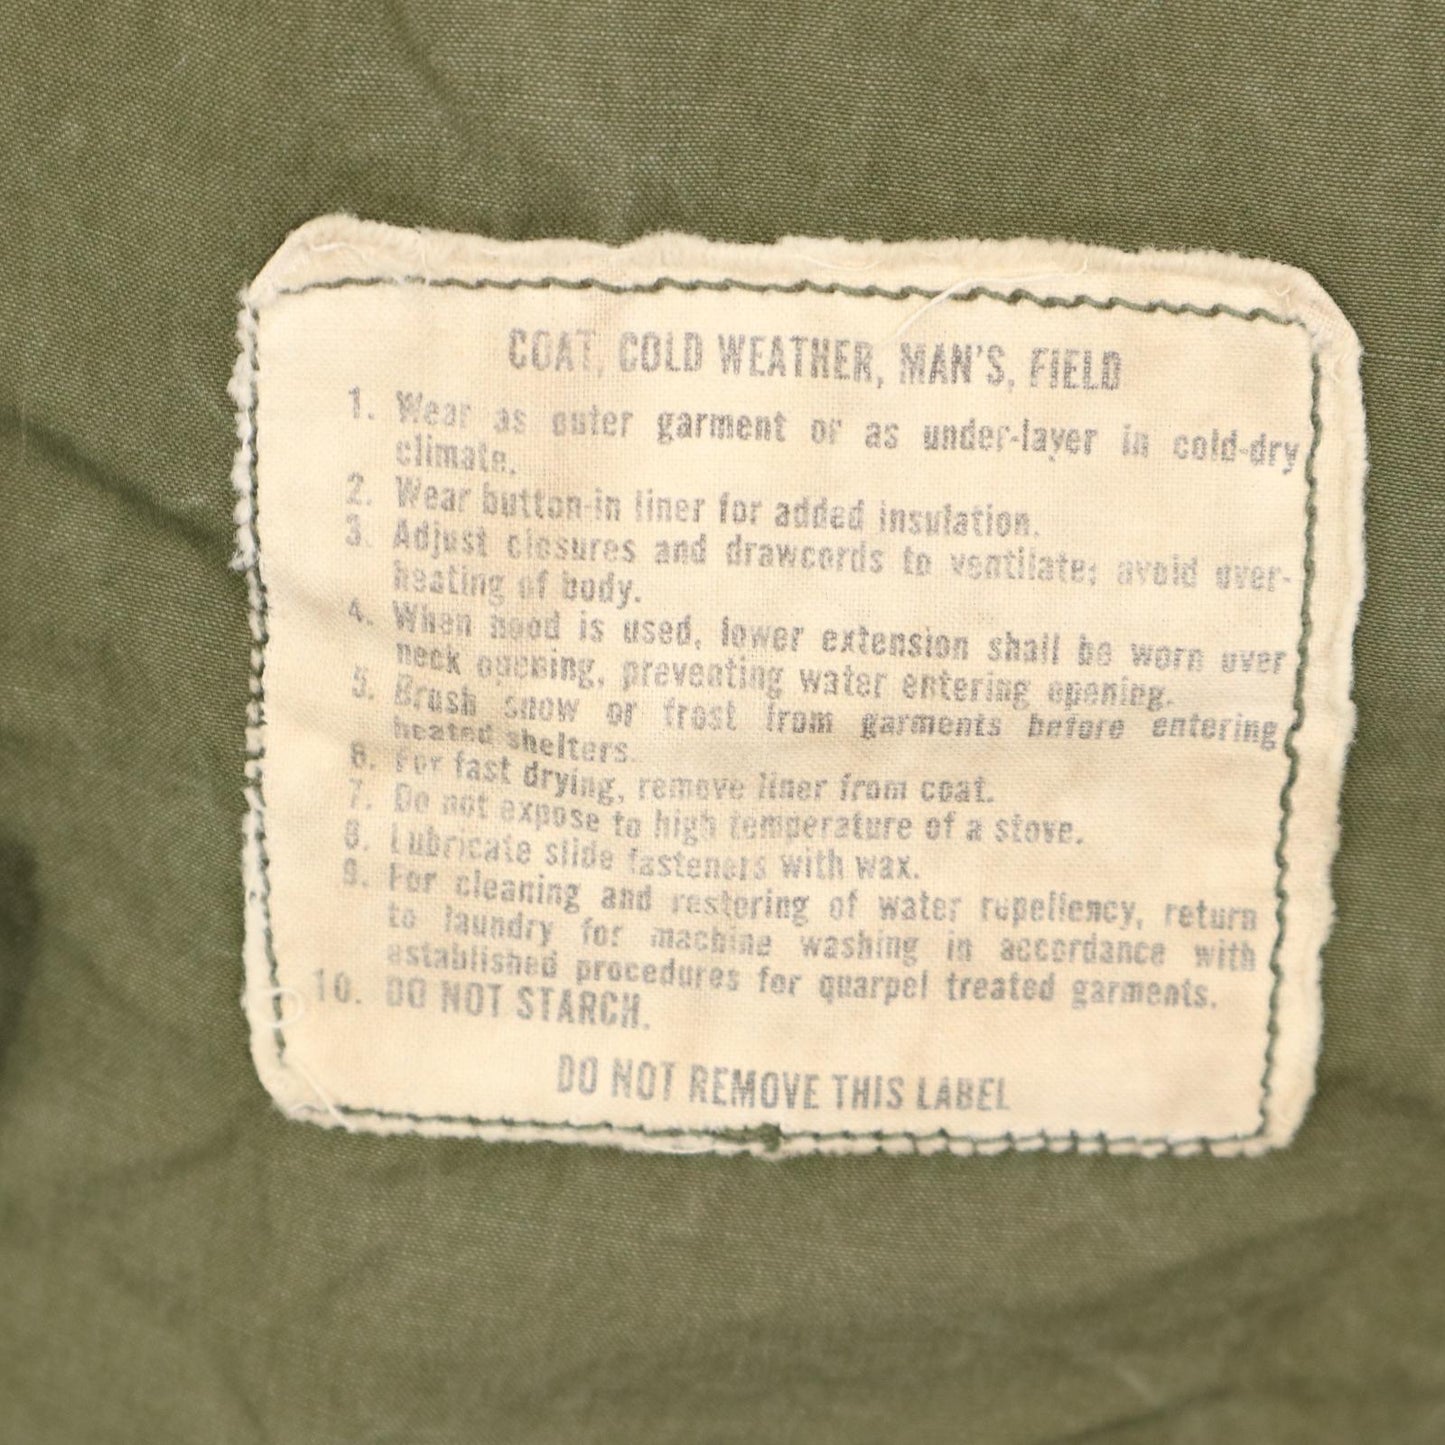 COAT, COLD WEATHER, MAN'S, FIELD
1. Wear as outer garment or as under-layer in cold-dry
climate.
2. Wear button-in liner for added insulation.
3. Adjust closures and drawcords to ventilate; avoid over-
heating of body.
4. When hood is used, lower extension shall be worn over
neck opening, preventing water entering opening.
5. Brush snow or frost from garments before entering
heated shelters.
6. For fast drying, remove liner from coat.
7. Do not expose to high temperature of a stove.
8. Lubricate slide fasteners with wax.
9. For cleaning and restoring of water repellency, return
to laundry for machine washing in accordance with
established procedures for quarpel treated garments.
10. DO NOT STARCH.
DO NOT REMOVE THIS LABEL